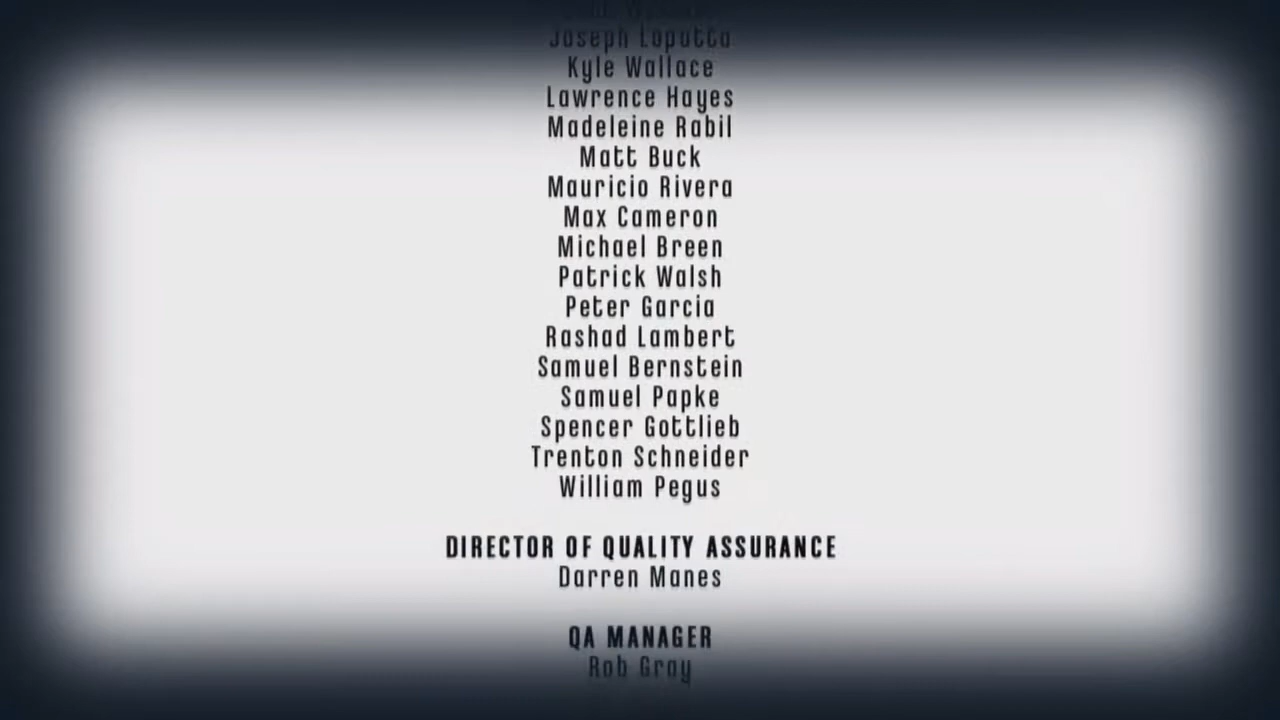 Joseph Loputto
Kyle Wallace
Lawrence Hayes
Madeleine Rabil
Matt Buck
Mauricio Rivera
Max Cameron
Michael Breen
Patrick Walsh
Peter Garcia
Rashad Lambert
Samuel Bernstein
Samuel Papke
Spencer Gottlieb
Trenton Schneider
William Pegus
DIRECTOR OF QUALITY ASSURANCE
Darren Manes
QA MANAGER
Rob Gray